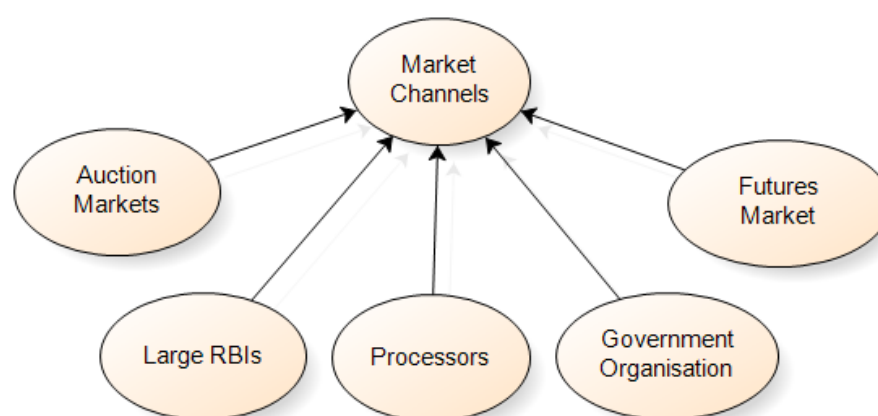 Market
Channels
Auction
Markets
Futures
Market
Large RBIs
Processors
Government
Organisation